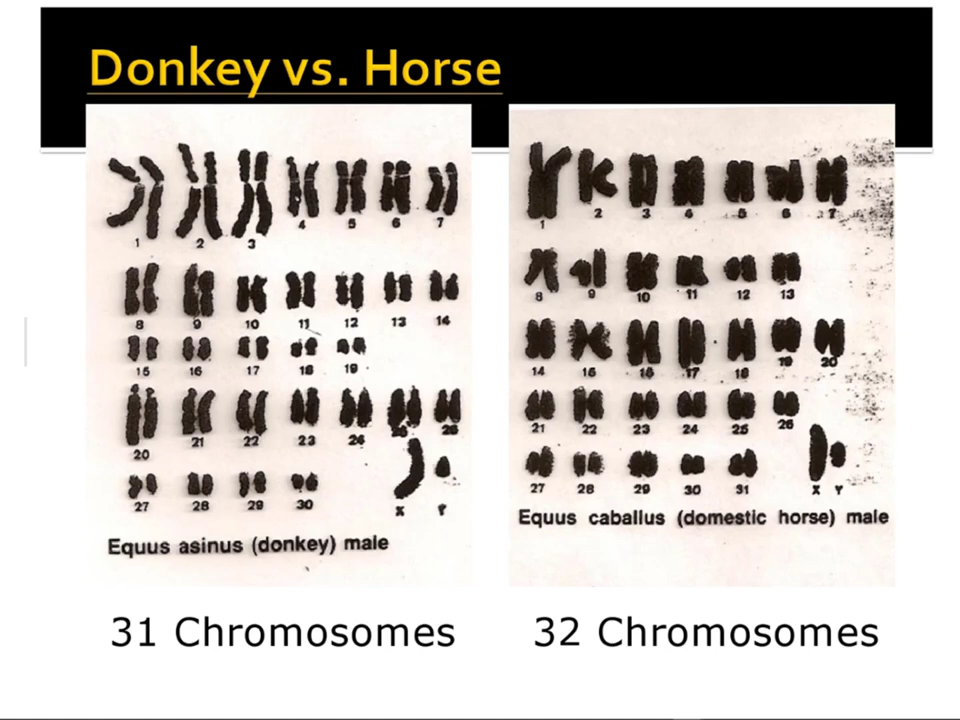 Donkey vs. Horse
1 2 3 4 5 6 7
8 9 10 11 12 13 14
15 16 17 18 19
20 21 22 23 24 25 26
27 28 29 30 X Y
Equus asinus (donkey) male
31 Chromosomes
1 2 3 4 5 6 7
8 9 10 11 12 13
14 15 16 17 18 19 20
21 22 23 24 25 26
27 28 29 30 31 X Y
Equus caballus (domestic horse) male
32 Chromosomes